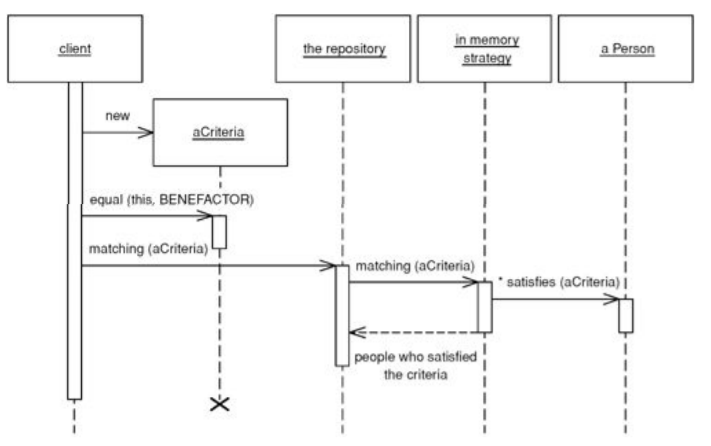 client
the repository
in memory
strategy
a Person
new
aCriteria
equal (this, BENEFACTOR)
matching (aCriteria)
matching (aCriteria)
* satisfies (aCriteria)
people who satisfied
the criteria